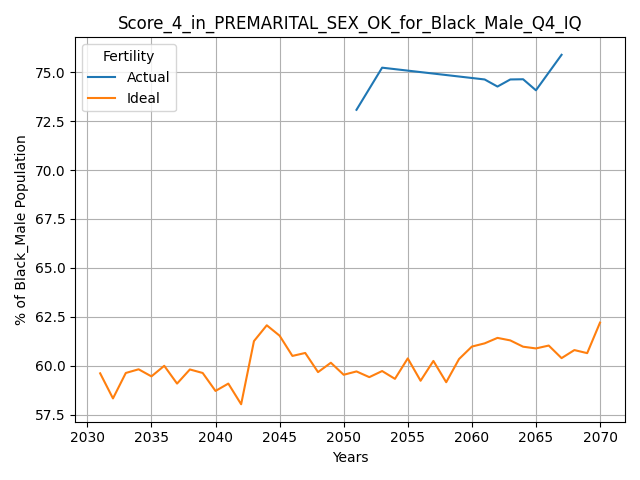 Score_4_in_PREMARITAL_SEX_OK_for_Black_Male_Q4_IQ
Fertility
Actual
Ideal
% of Black_Male Population
75.0
72.5
70.0
67.5
65.0
62.5
60.0
57.5
2030 2035 2040 2045 2050 2055 2060 2065 2070
Years